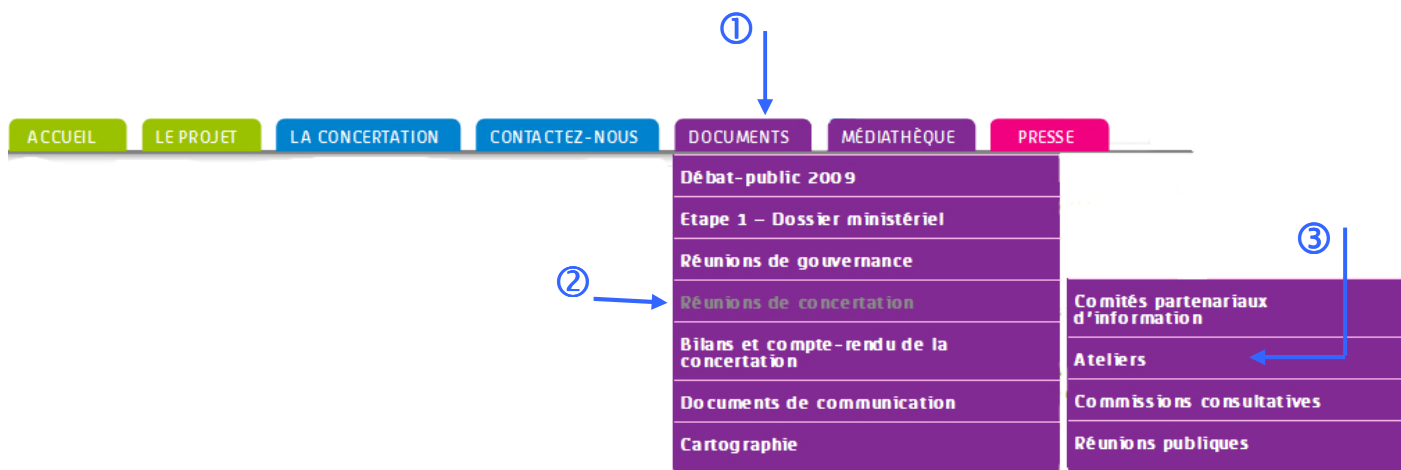 ①
ACCUEIL LE PROJET LA CONCERTATION CONTACTEZ-NOUS DOCUMENTS MÉDIATHÈQUE PRESSE
Débat-public 2009
Etape 1 – Dossier ministériel
Réunions de gouvernance
②
Réunions de concertation
Bilans et compte-rendu de la
concertation
Documents de communication
Cartographie
③
Comités partenariaux
d'information
Ateliers
Commissions consultatives
Réunions publiques